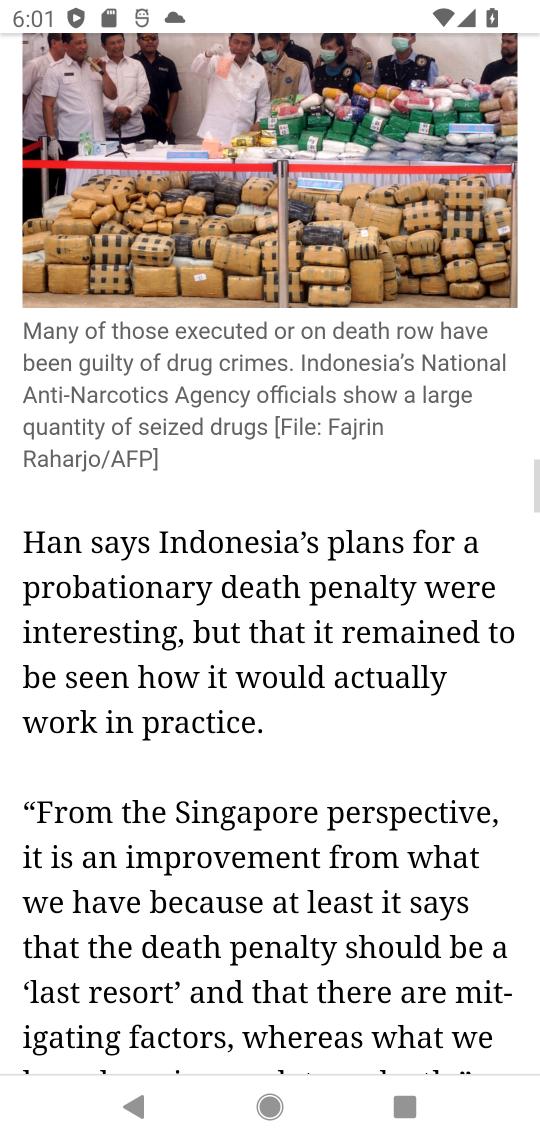 6:01
Many of those executed or on death row have
been guilty of drug crimes. Indonesia’s National
Anti-Narcotics Agency officials show a large
quantity of seized drugs [File: Fajrin
Raharjo/AFP]
Han says Indonesia’s plans for a
probationary death penalty were
interesting, but that it remained to
be seen how it would actually
work in practice.
“From the Singapore perspective,
it is an improvement from what
we have because at least it says
that the death penalty should be a
‘last resort’ and that there are mit-
igating factors, whereas what we